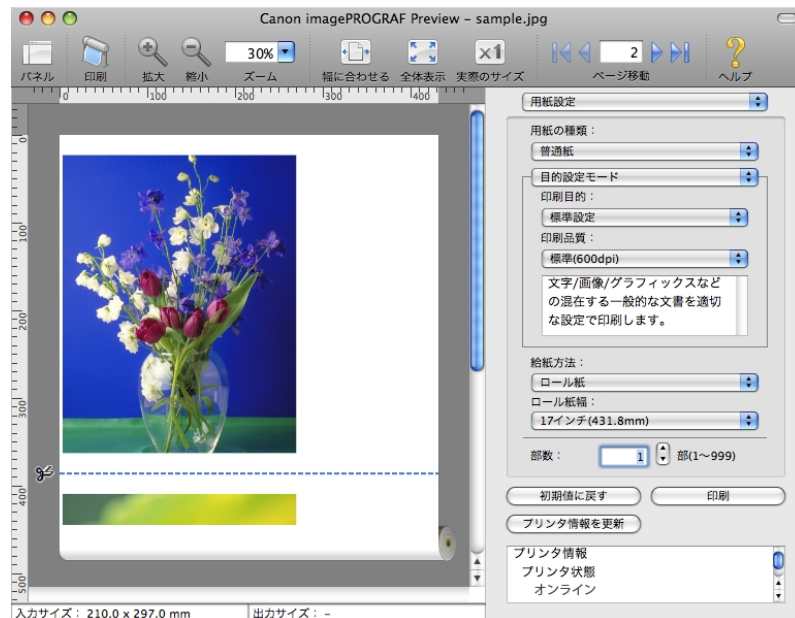 Canon imagePROGRAF Preview – sample.jpg
30%
2
パネル
印刷
拡大
縮小
ズーム
幅に合わせる
全体表示
実際のサイズ
ページ移動
ヘルプ
0
100
200
300
400
0
100
200
300
400
500
用紙設定
用紙の種類：
普通紙
目的設定モード
印刷目的：
標準設定
印刷品質：
標準(600dpi)
文字/画像/グラフィックスなど
の混在する一般的な文書を適切
な設定で印刷します。
給紙方法：
ロール紙
ロール紙幅：
17インチ(431.8mm)
部数：
1
部(1〜999)
初期値に戻す
印刷
プリンタ情報を更新
プリンタ情報
プリンタ状態
オンライン
入力サイズ： 210.0 x 297.0 mm
出力サイズ： –